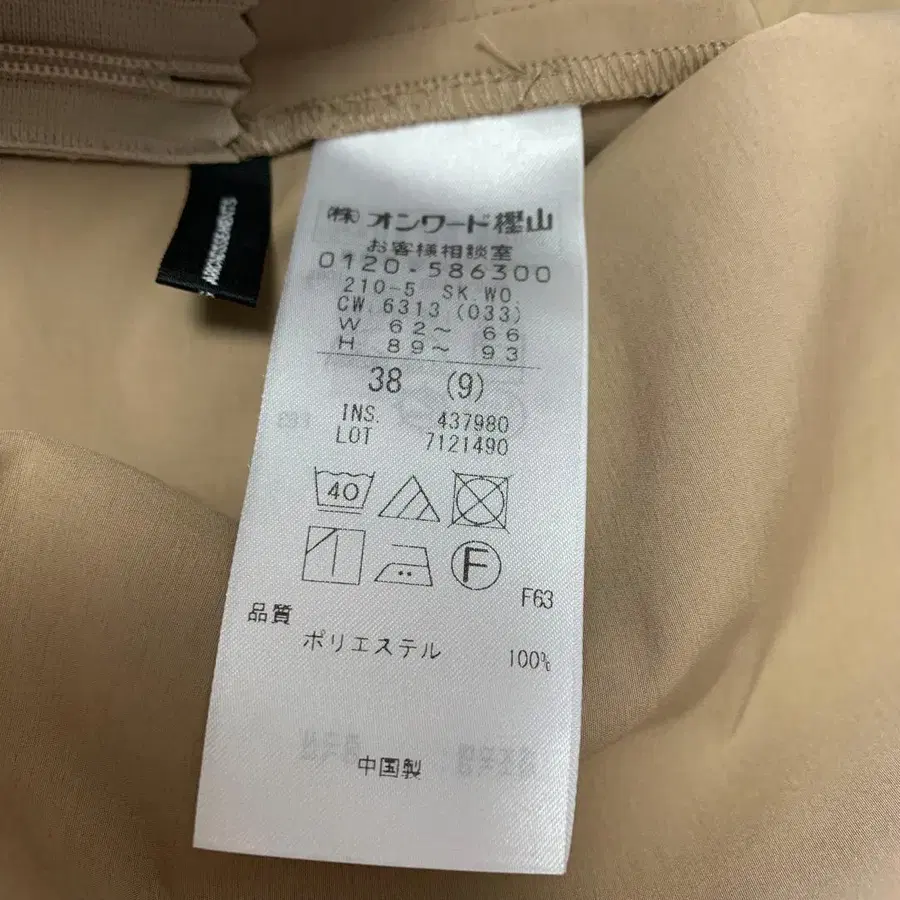 (株)オンワード樫山
お客様相談室
0120-586300
210-5 SK.WO.
CW.6313 (033)
W 62～ 66
H 89～ 93
38 (9)
INS. 437980
LOT 7121490
40
F
F63
品質
ポリエステル 100%
中国製